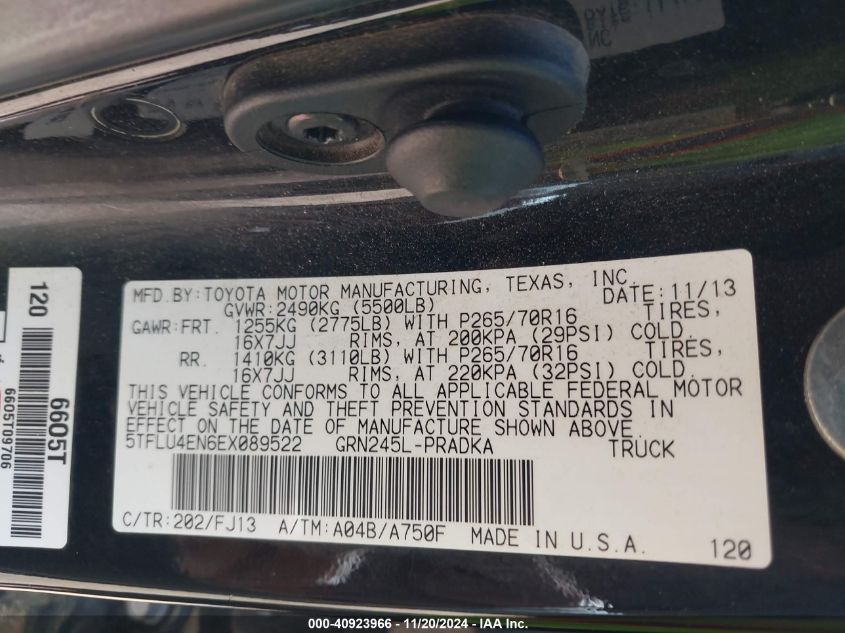 MFD.BY:TOYOTA MOTOR MANUFACTURING, TEXAS, INC.
GVWR:2490KG (5500LB) DATE:11/13
GAWR:FRT. 1255KG (2775LB) WITH P265/70R16 TIRES,
16X7JJ RIMS, AT 200KPA (29PSI) COLD.
RR. 1410KG (3110LB) WITH P265/70R16 TIRES,
16X7JJ RIMS, AT 220KPA (32PSI) COLD.
THIS VEHICLE CONFORMS TO ALL APPLICABLE FEDERAL MOTOR
VEHICLE SAFETY AND THEFT PREVENTION STANDARDS IN
EFFECT ON THE DATE OF MANUFACTURE SHOWN ABOVE.
5TFLU4EN6EX089522 GRN245L-PRADKA TRUCK
C/TR:202/FJ13 A/TM:A04B/A750F MADE IN U.S.A. 120
120
6605T
6605T09706
000-40923966 - 11/20/2024 - IAA Inc.